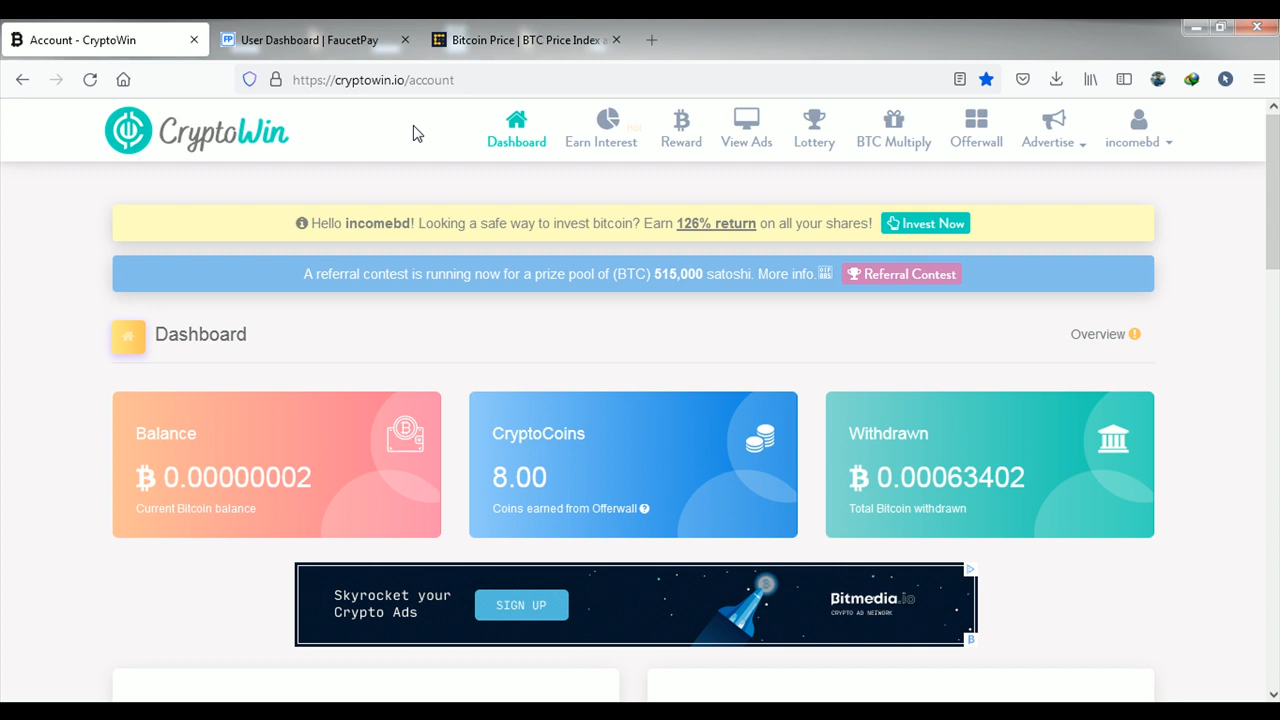 Account - CryptoWin
User Dashboard | FaucetPay
Bitcoin Price | BTC Price Index a
https://cryptowin.io/account
CryptoWin
Dashboard
Earn Interest
Hot
Reward
View Ads
Lottery
BTC Multiply
Offerwall
Advertise
incomebd
Hello incomebd! Looking a safe way to invest bitcoin? Earn 126% return on all your shares! Invest Now
A referral contest is running now for a prize pool of (BTC) 515,000 satoshi. More info. Referral Contest
Dashboard
Overview
Balance
0.00000002
Current Bitcoin balance
CryptoCoins
8.00
Coins earned from Offerwall
Withdrawn
0.00063402
Total Bitcoin withdrawn
Skyrocket your
Crypto Ads
SIGN UP
Bitmedia.io
CRYPTO AD NETWORK